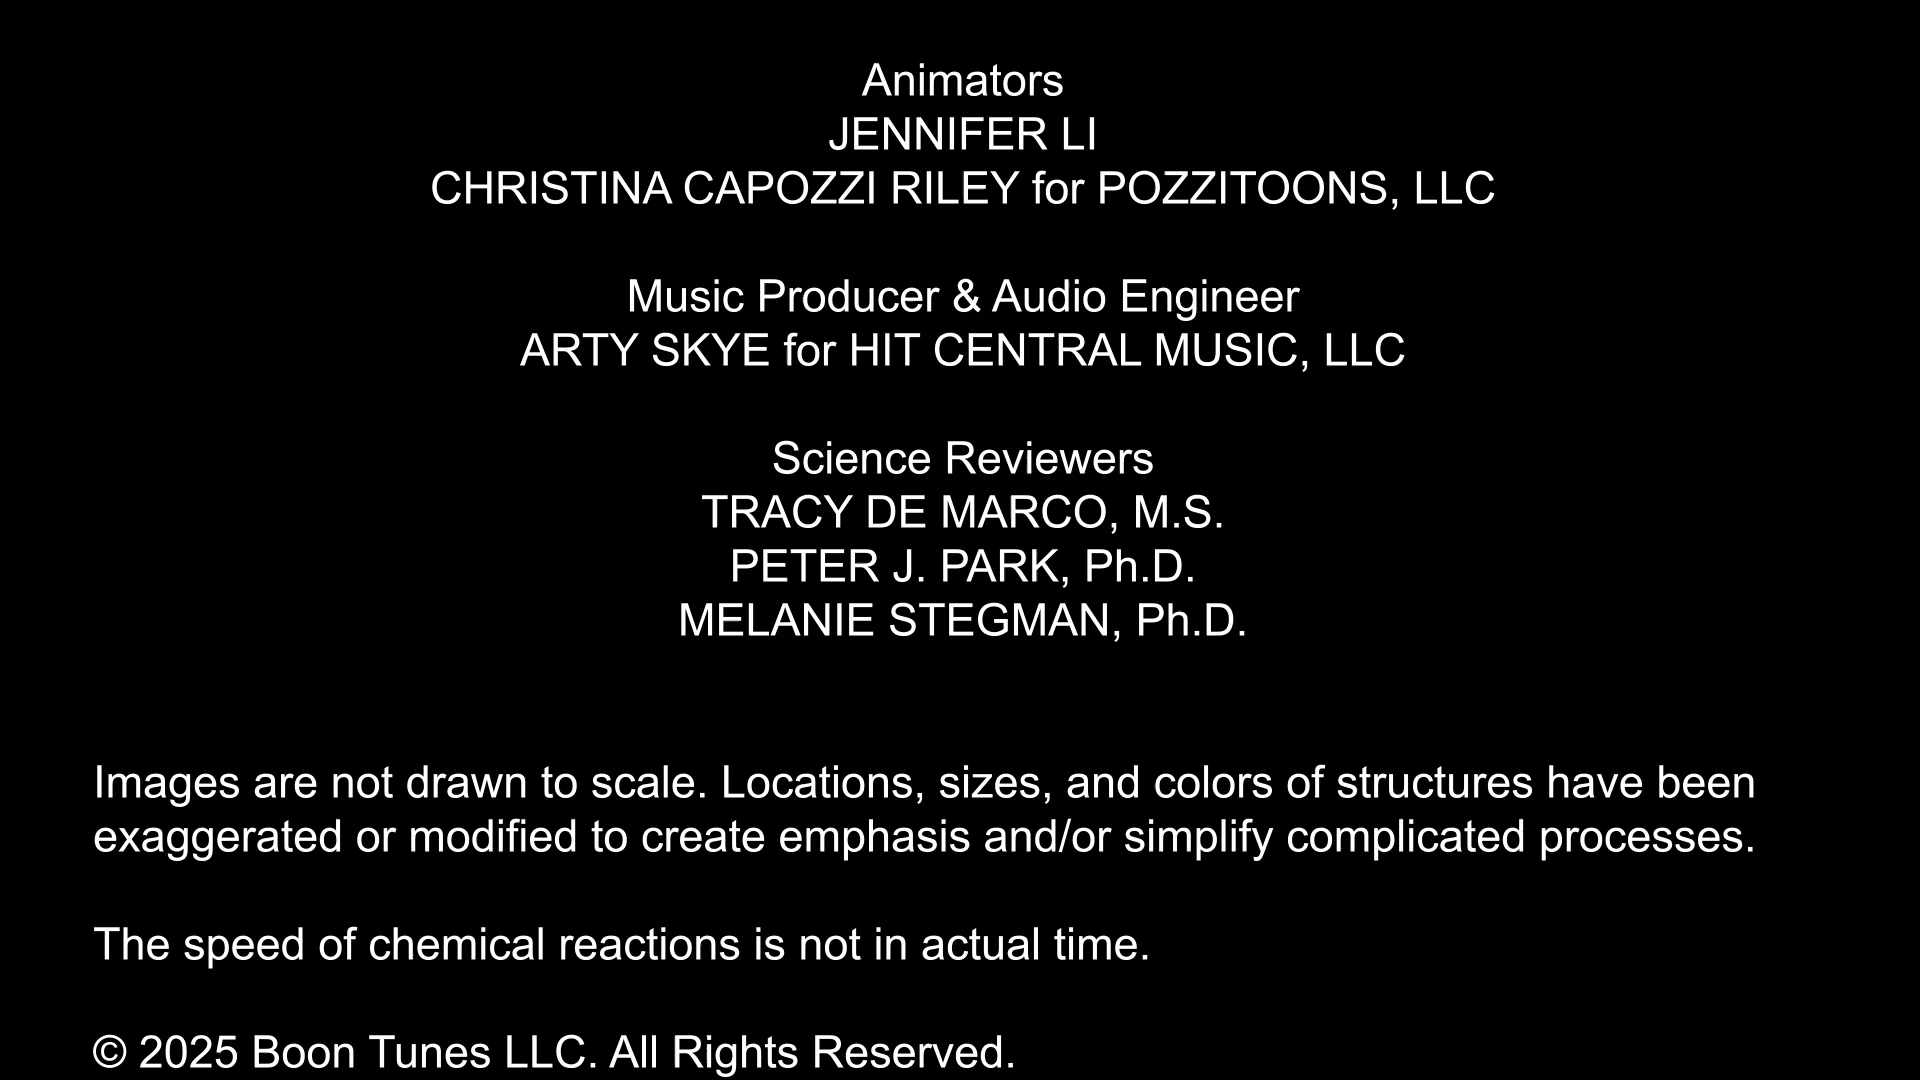 Animators
JENNIFER LI
CHRISTINA CAPOZZI RILEY for POZZITOONS, LLC
Music Producer & Audio Engineer
ARTY SKYE for HIT CENTRAL MUSIC, LLC
Science Reviewers
TRACY DE MARCO, M.S.
PETER J. PARK, Ph.D.
MELANIE STEGMAN, Ph.D.
Images are not drawn to scale. Locations, sizes, and colors of structures have been
exaggerated or modified to create emphasis and/or simplify complicated processes.
The speed of chemical reactions is not in actual time.
© 2025 Boon Tunes LLC. All Rights Reserved.